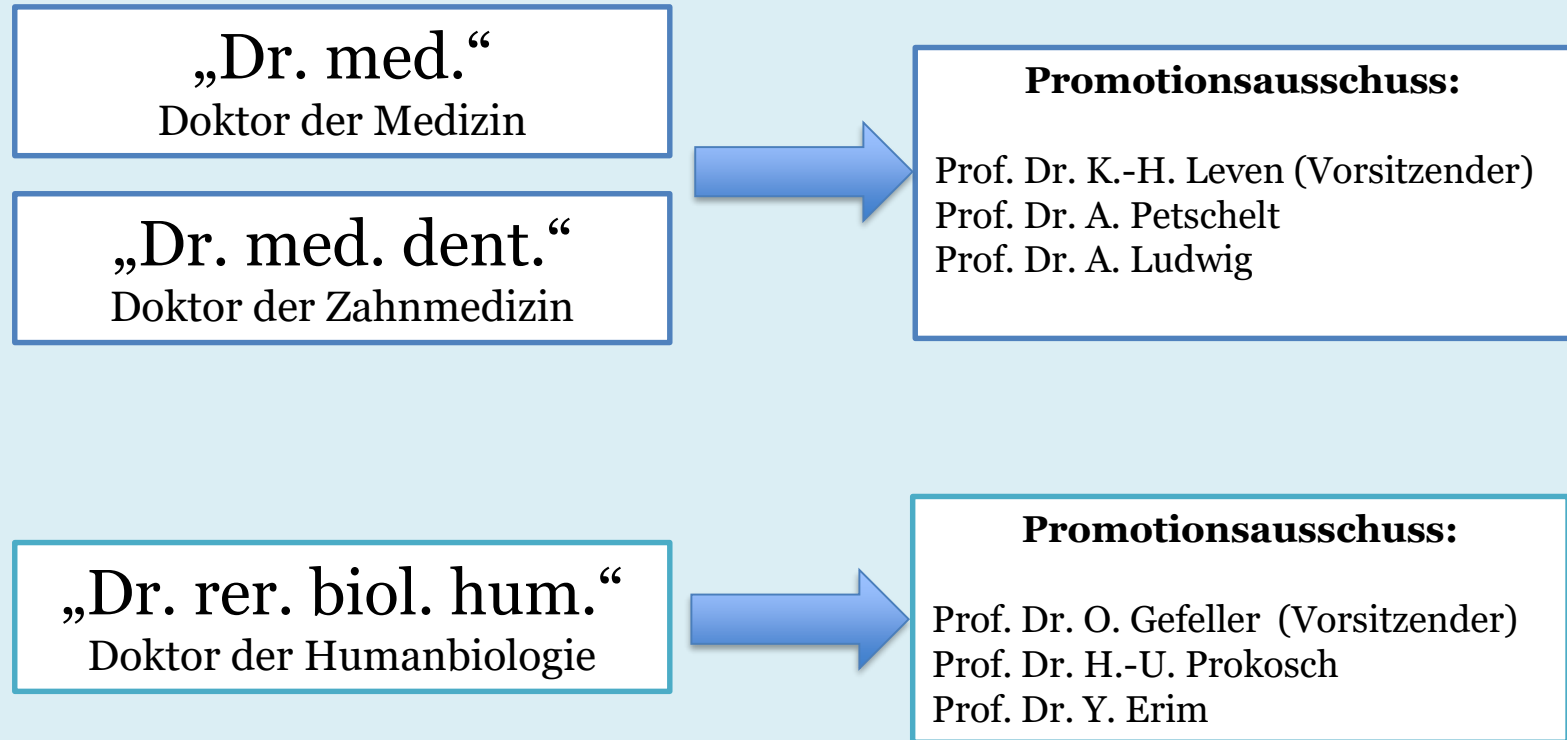 „Dr. med.“
Doktor der Medizin
„Dr. med. dent.“
Doktor der Zahnmedizin
Promotionsausschuss:
Prof. Dr. K.-H. Leven (Vorsitzender)
Prof. Dr. A. Petschelt
Prof. Dr. A. Ludwig
„Dr. rer. biol. hum.“
Doktor der Humanbiologie
Promotionsausschuss:
Prof. Dr. O. Gefeller (Vorsitzender)
Prof. Dr. H.-U. Prokosch
Prof. Dr. Y. Erim